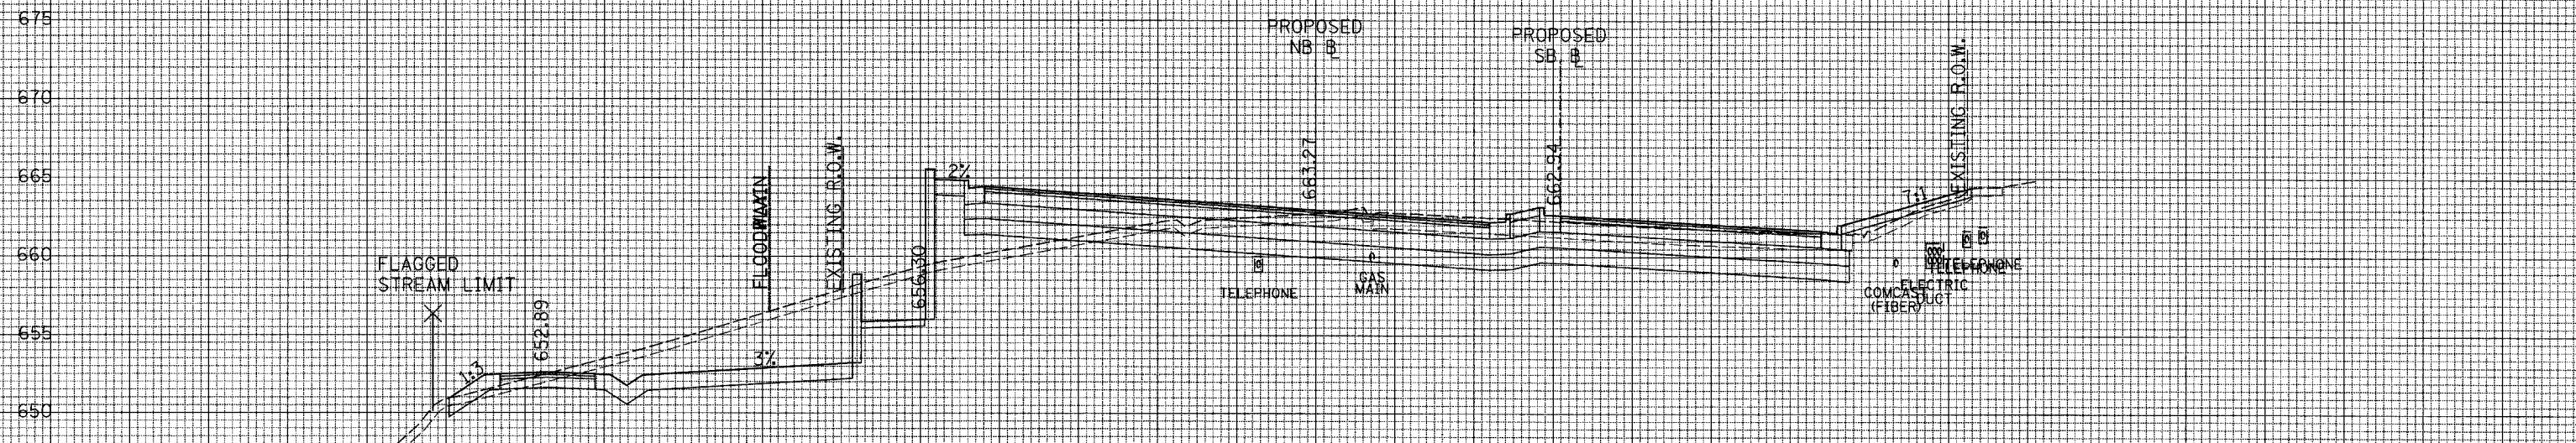 675
670
665
660
655
650
PROPOSED
NB B
PROPOSED
SB B
EXISTING R.O.W.
663.27
662.94
2%
7:1
EXISTING R.O.W.
656.30
FLAGGED
STREAM LIMIT
652.89
1:3
3%
TELEPHONE
GAS
MAIN
TELEPHONE
TELEPHONE
ELECTRIC
DUCT
COMCAST
(FIBER)